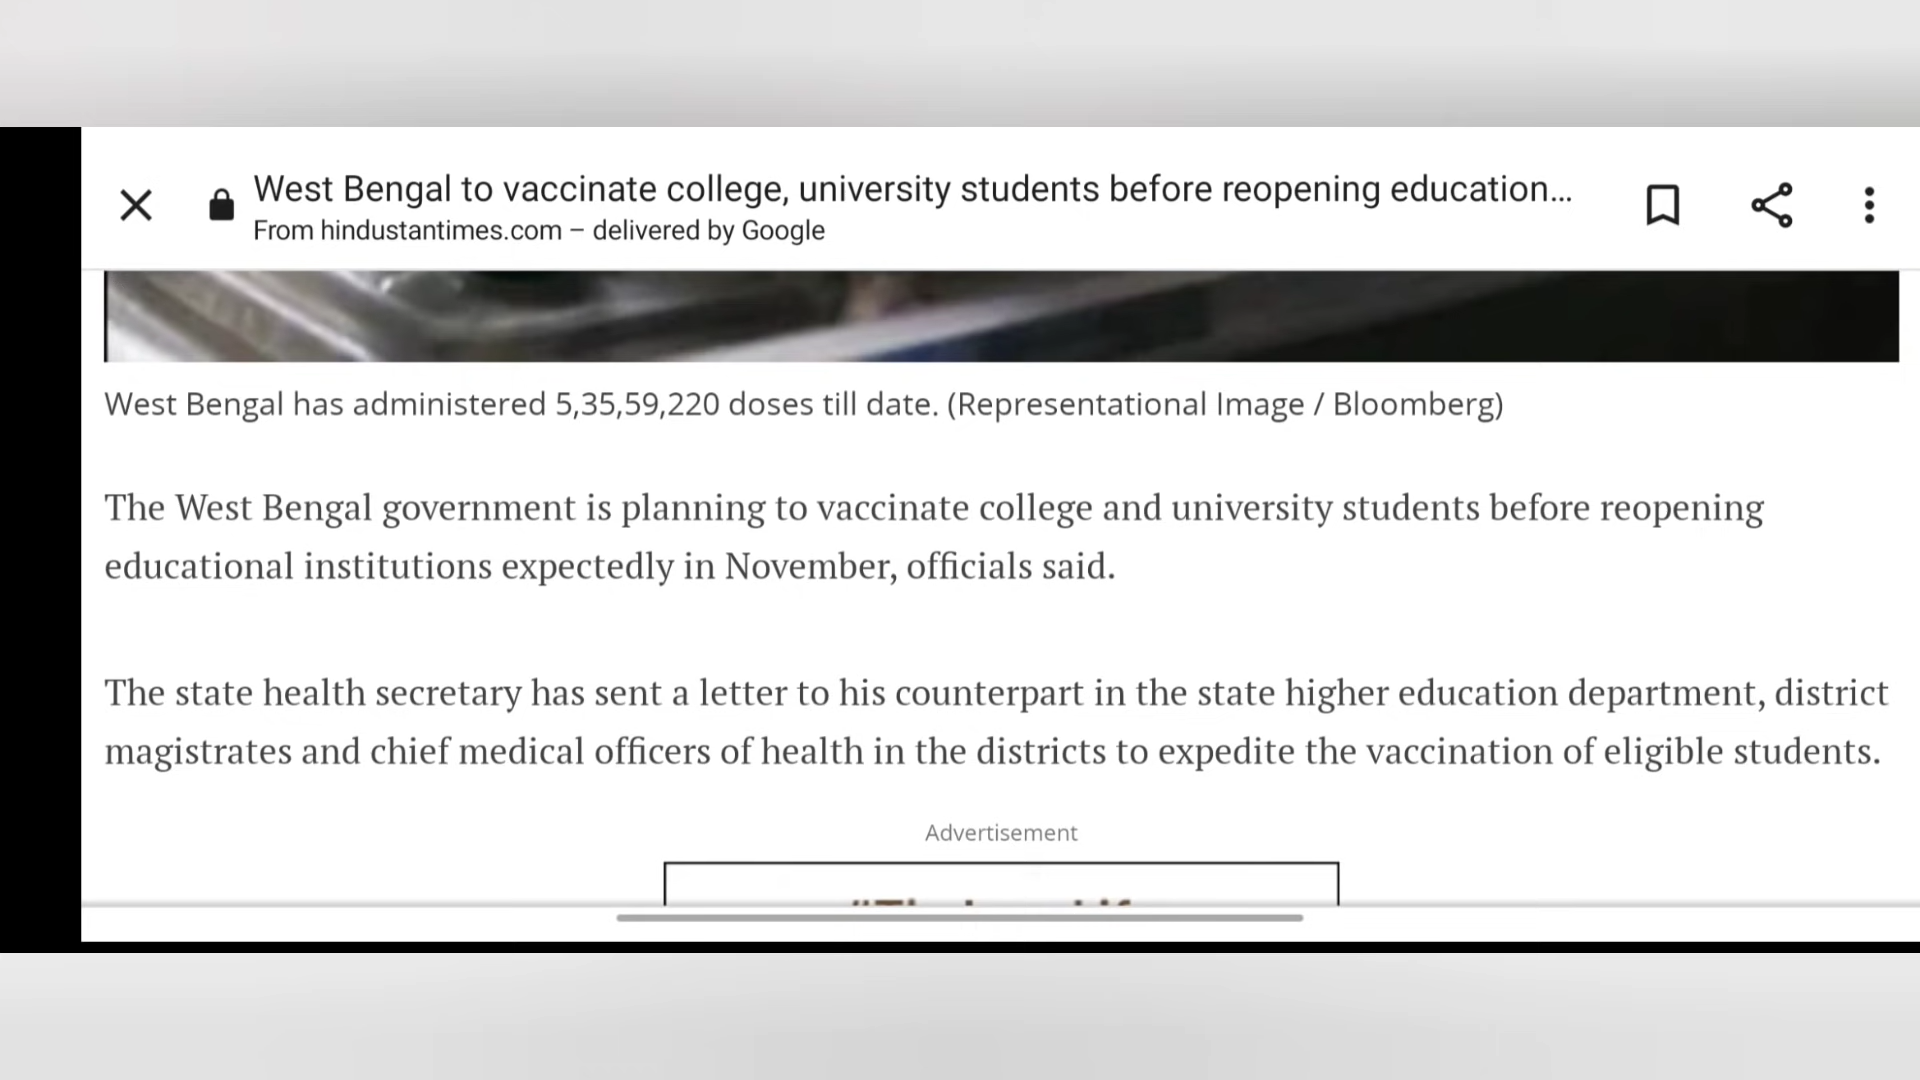 West Bengal to vaccinate college, university students before reopening education...
From hindustantimes.com – delivered by Google
West Bengal has administered 5,35,59,220 doses till date. (Representational Image / Bloomberg)
The West Bengal government is planning to vaccinate college and university students before reopening
educational institutions expectedly in November, officials said.
The state health secretary has sent a letter to his counterpart in the state higher education department, district
magistrates and chief medical officers of health in the districts to expedite the vaccination of eligible students.
Advertisement